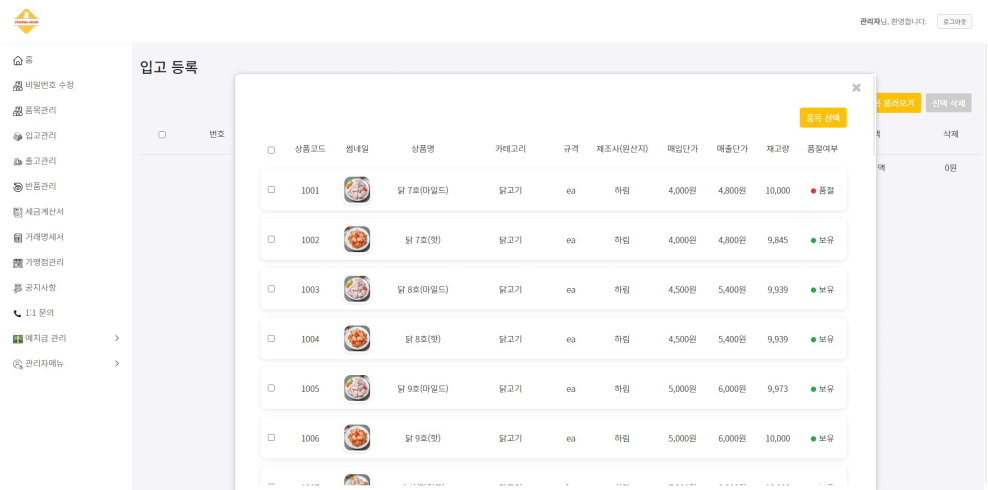 chicken stock
관리자님, 환영합니다. 로그아웃
홈
비밀번호 수정
품목관리
입고관리
출고관리
반품관리
세금계산서
거래명세서
가맹점관리
공지사항
1:1 문의
예치금 관리
관리자메뉴
입고 등록
불러오기 선택 삭제
번호 삭제
0원
품목 선택
상품코드 썸네일 상품명 카테고리 규격 제조사(원산지) 매입단가 매출단가 재고량 품절여부
1001 닭 7호(마일드) 닭고기 ea 하림 4,000원 4,800원 10,000 품절
1002 닭 7호(핫) 닭고기 ea 하림 4,000원 4,800원 9,845 보유
1003 닭 8호(마일드) 닭고기 ea 하림 4,500원 5,400원 9,939 보유
1004 닭 8호(핫) 닭고기 ea 하림 4,500원 5,400원 9,939 보유
1005 닭 9호(마일드) 닭고기 ea 하림 5,000원 6,000원 9,973 보유
1006 닭 9호(핫) 닭고기 ea 하림 5,000원 6,000원 10,000 보유